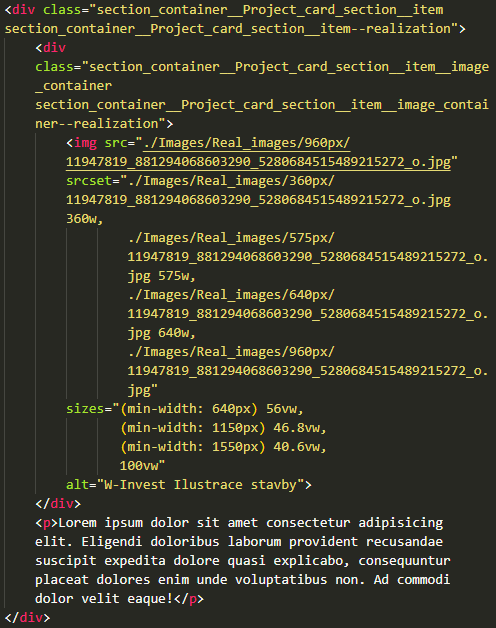 <div class="section_container__Project_card_section__item
section_container__Project_card_section__item--realization">
<div
class="section_container__Project_card_section__item__image
_container
section_container__Project_card_section__item__image_contai
ner--realization">
<img src="./Images/Real_images/960px/
11947819_881294068603290_5280684515489215272_o.jpg"
srcset="./Images/Real_images/360px/
11947819_881294068603290_5280684515489215272_o.jpg
360w,
./Images/Real_images/575px/
11947819_881294068603290_5280684515489215272_o.
jpg 575w,
./Images/Real_images/640px/
11947819_881294068603290_5280684515489215272_o.
jpg 640w,
./Images/Real_images/960px/
11947819_881294068603290_5280684515489215272_o.
jpg"
sizes="(min-width: 640px) 56vw,
(min-width: 1150px) 46.8vw,
(min-width: 1550px) 40.6vw,
100vw"
alt="W-Invest Ilustrace stavby">
</div>
<p>Lorem ipsum dolor sit amet consectetur adipisicing
elit. Eligendi doloribus laborum provident recusandae
suscipit expedita dolore quasi explicabo, consequuntur
placeat dolores enim unde voluptatibus non. Ad commodi
dolor velit eaque!</p>
</div>